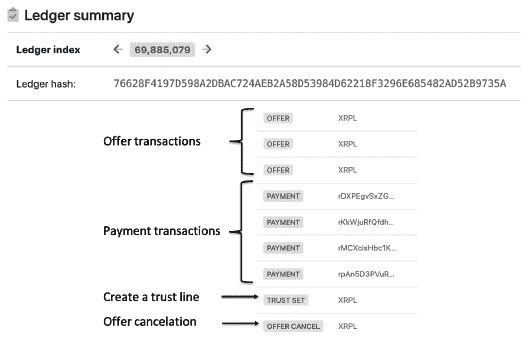 Ledger summary
Ledger index ← 69,885,079 →
Ledger hash: 76628F4197D598A2DBAC724AEB2A58D53984D62218F3296E685482AD52B9735A
OFFER XRPL
Offer transactions OFFER XRPL
OFFER XRPL
PAYMENT rDXPEgvSxZG...
PAYMENT rKkWjuRfQfdh...
Payment transactions
PAYMENT rMCXcisHbc1K...
PAYMENT rpAn5D3PVuR...
Create a trust line TRUST SET XRPL
Offer cancelation OFFER CANCEL XRPL